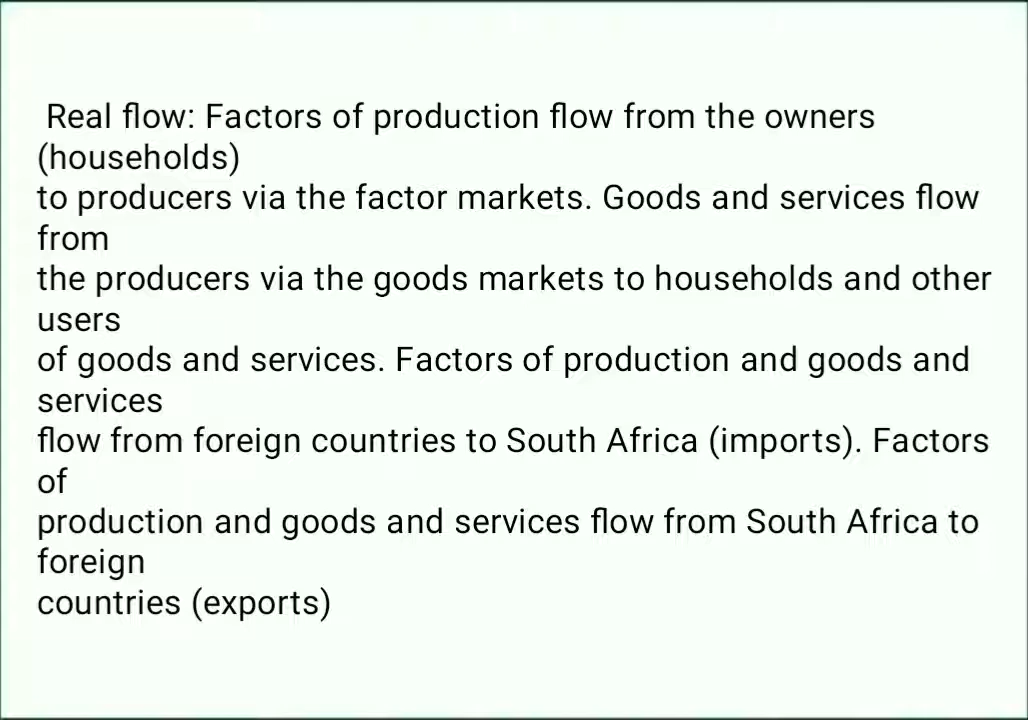 Real flow: Factors of production flow from the owners
(households)
to producers via the factor markets. Goods and services flow
from
the producers via the goods markets to households and other
users
of goods and services. Factors of production and goods and
services
flow from foreign countries to South Africa (imports). Factors
of
production and goods and services flow from South Africa to
foreign
countries (exports)